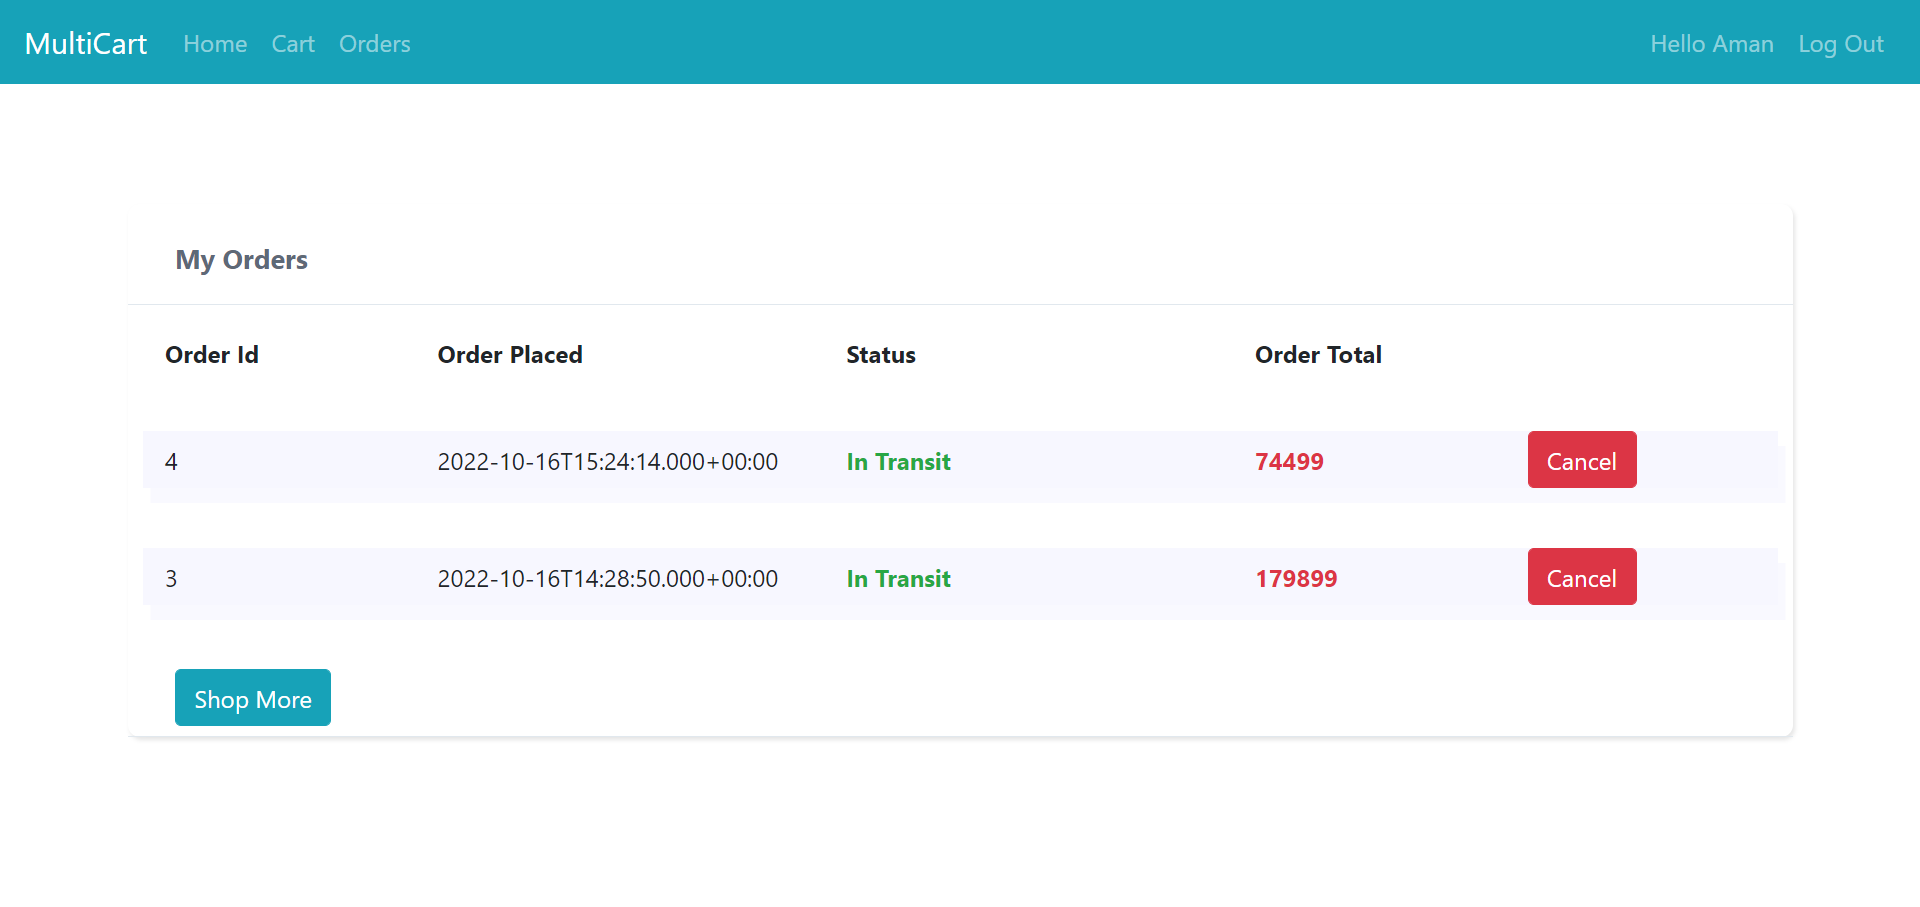 MultiCart Home Cart Orders Hello Aman Log Out
My Orders
Order Id Order Placed Status Order Total
4 2022-10-16T15:24:14.000+00:00 In Transit 74499 Cancel
3 2022-10-16T14:28:50.000+00:00 In Transit 179899 Cancel
Shop More